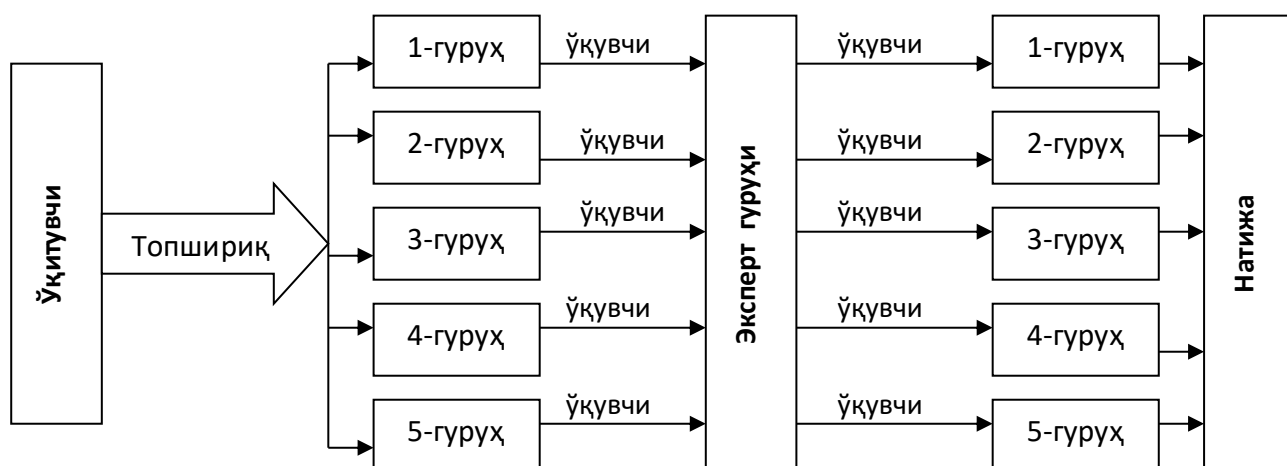 Ўқитувчи
Топшириқ
1-гуруҳ
2-гуруҳ
3-гуруҳ
4-гуруҳ
5-гуруҳ
ўқувчи
ўқувчи
ўқувчи
ўқувчи
ўқувчи
Эксперт гуруҳи
ўқувчи
ўқувчи
ўқувчи
ўқувчи
ўқувчи
1-гуруҳ
2-гуруҳ
3-гуруҳ
4-гуруҳ
5-гуруҳ
Натижа